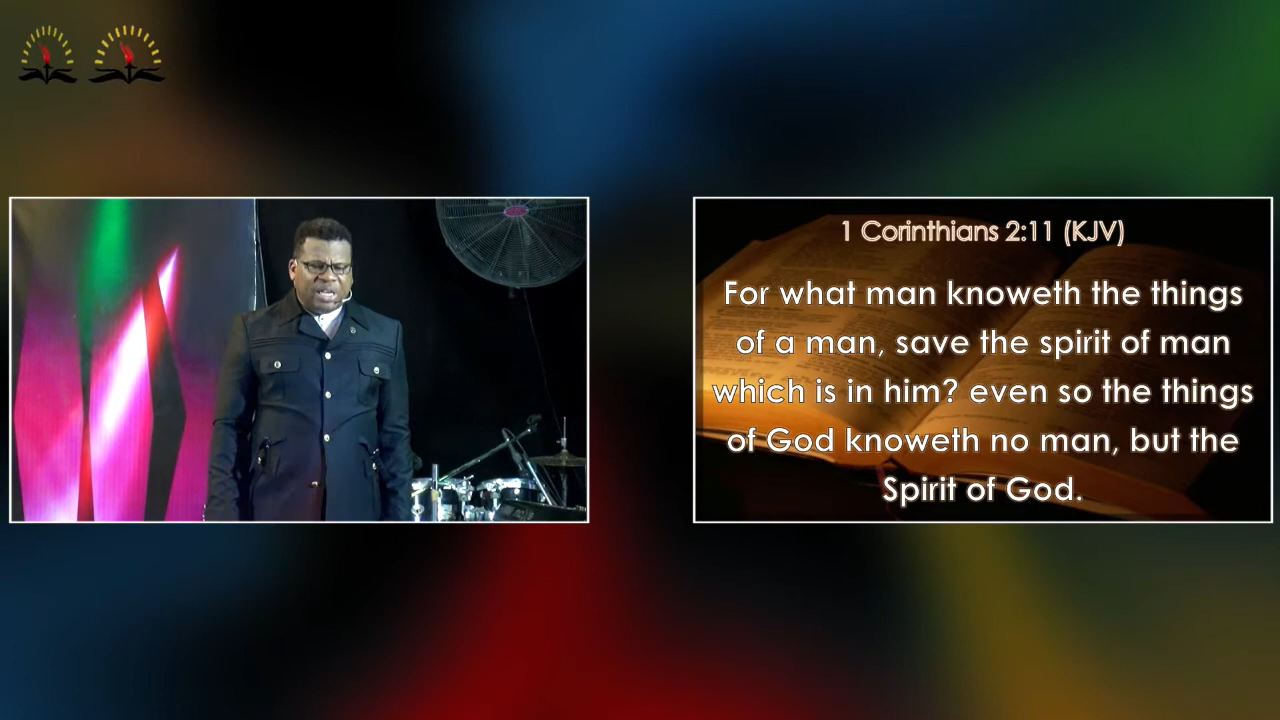 1 Corinthians 2:11 (KJV)
For what man knoweth the things
of a man, save the spirit of man
which is in him? even so the things
of God knoweth no man, but the
Spirit of God.